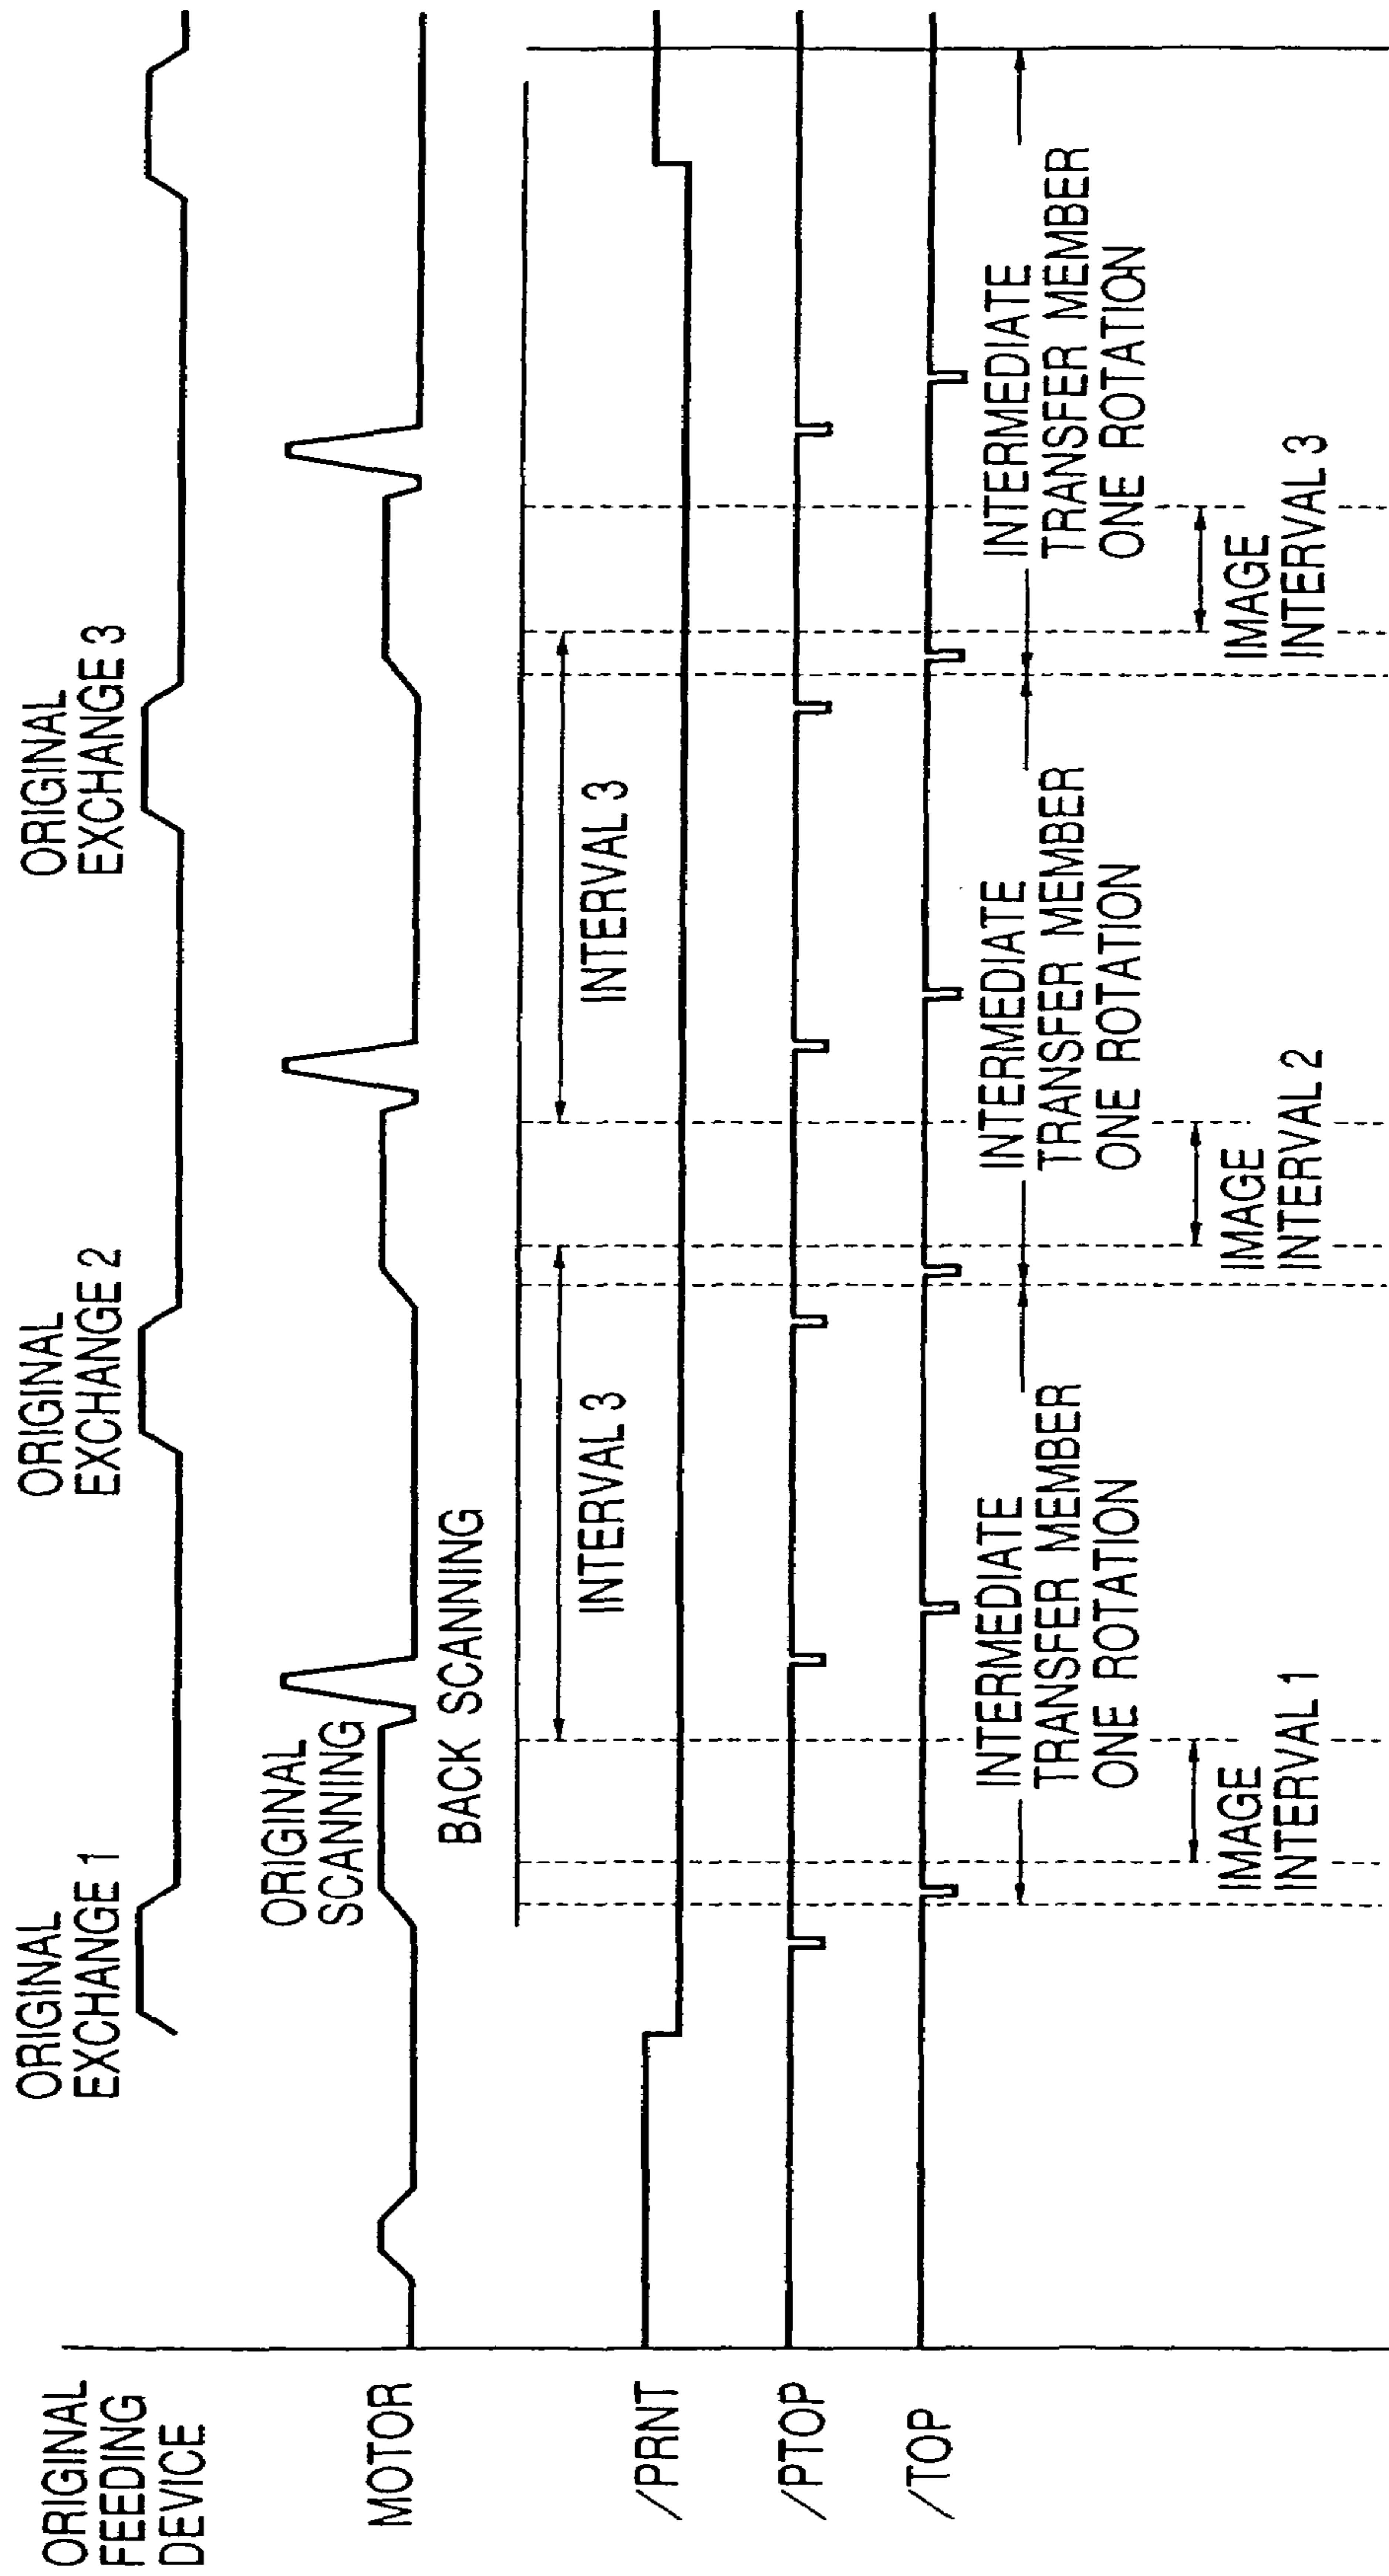 ORIGINAL
FEEDING
DEVICE
ORIGINAL
EXCHANGE 1
ORIGINAL
EXCHANGE 2
ORIGINAL
EXCHANGE 3
MOTOR
ORIGINAL
SCANNING
BACK SCANNING
INTERVAL 3
INTERVAL 3
/PRNT
/PTOP
/TOP
INTERMEDIATE
TRANSFER MEMBER
ONE ROTATION
INTERMEDIATE
TRANSFER MEMBER
ONE ROTATION
INTERMEDIATE
TRANSFER MEMBER
ONE ROTATION
IMAGE
INTERVAL 1
IMAGE
INTERVAL 2
IMAGE
INTERVAL 3